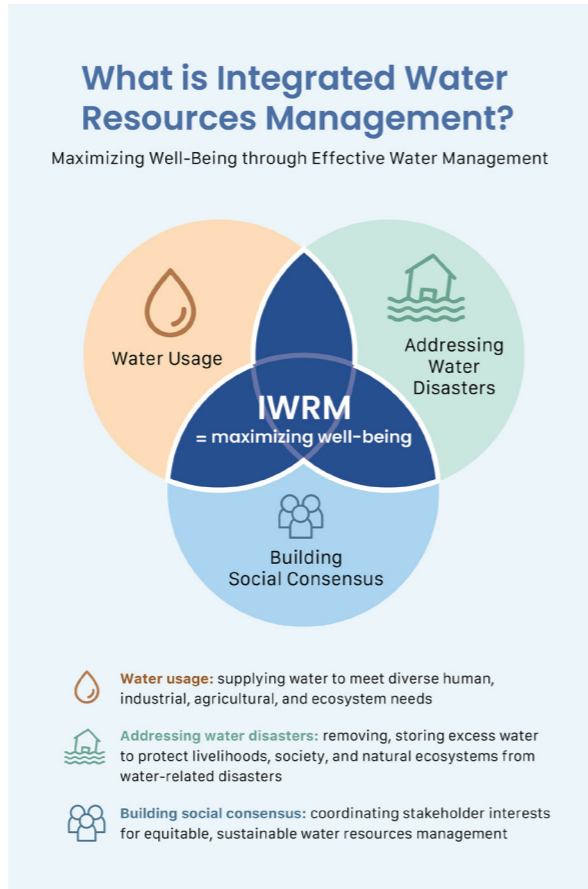 What is Integrated Water
Resources Management?
Maximizing Well-Being through Effective Water Management
Water Usage
Addressing
Water
Disasters
IWRM
= maximizing well-being
Building
Social Consensus
Water usage: supplying water to meet diverse human,
industrial, agricultural, and ecosystem needs
Addressing water disasters: removing, storing excess water
to protect livelihoods, society, and natural ecosystems from
water-related disasters
Building social consensus: coordinating stakeholder interests
for equitable, sustainable water resources management